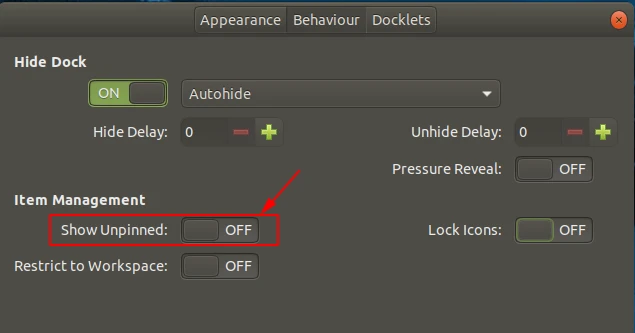 Appearance Behaviour Docklets
Hide Dock
ON Autohide
Hide Delay: 0 Unhide Delay: 0
Pressure Reveal: OFF
Item Management
Show Unpinned: OFF Lock Icons: OFF
Restrict to Workspace: OFF